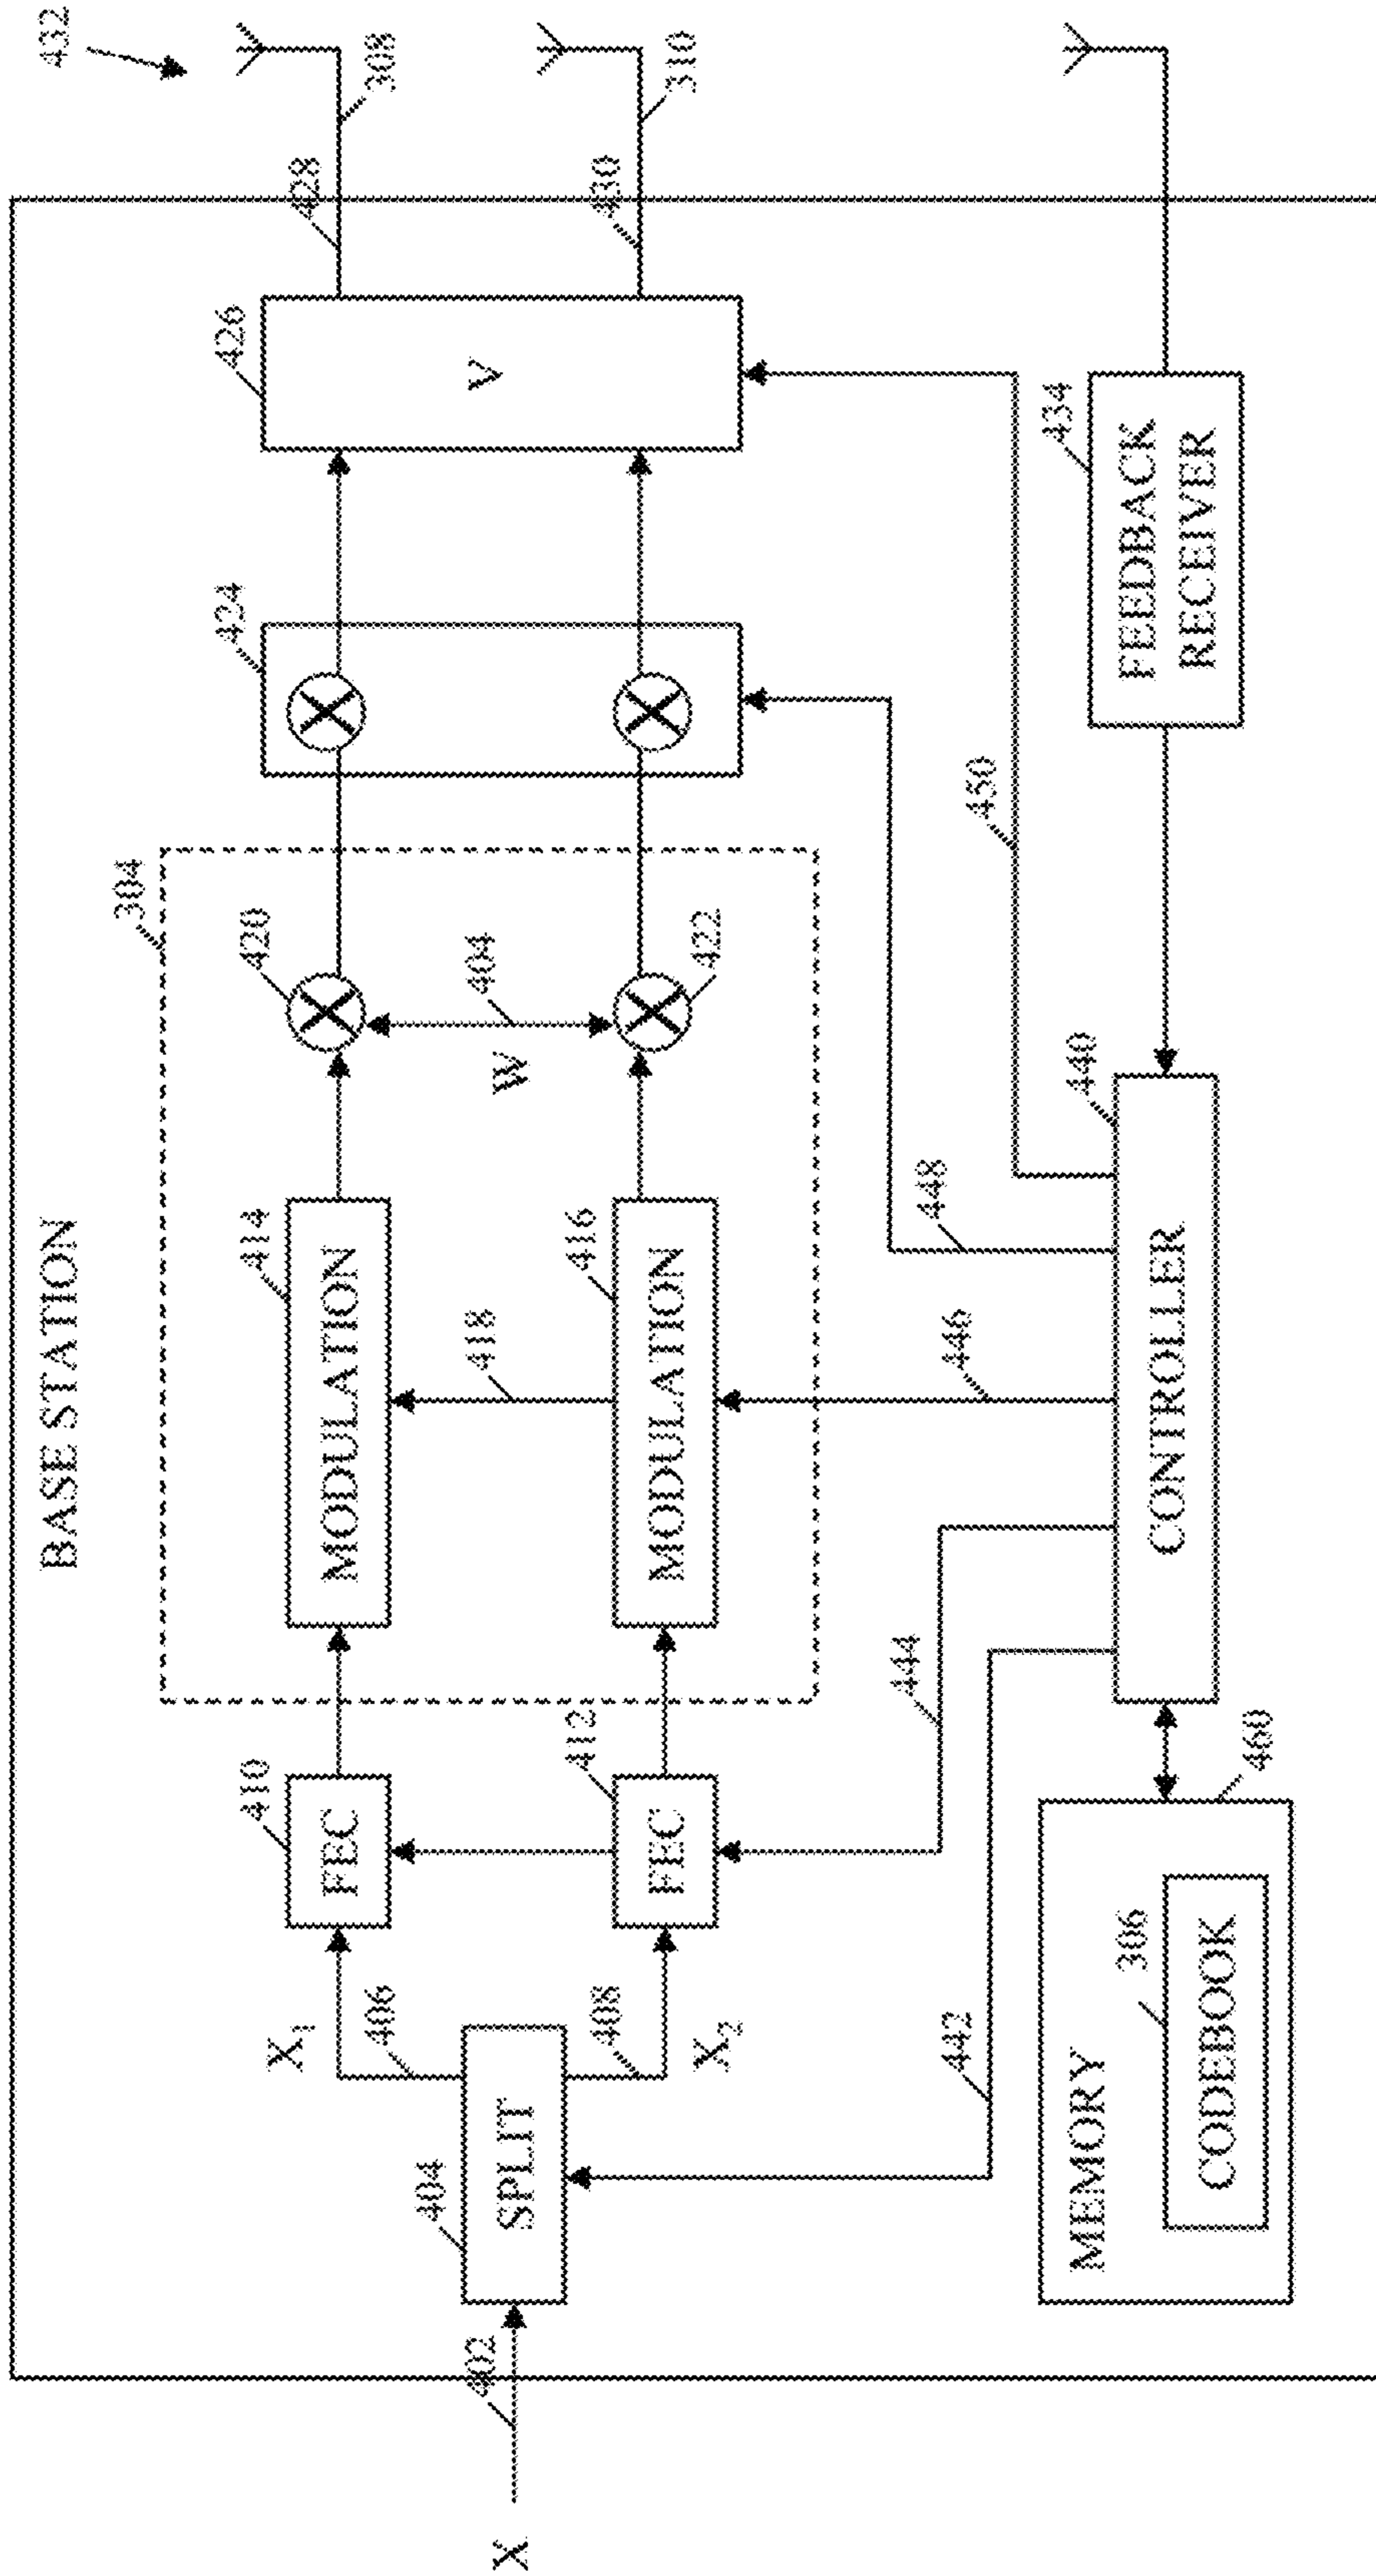 BASE STATION
432
304
424
426
428
308
X₁
406
410
FEC
414
MODULATION
420
X
402
404
SPLIT
418
W
404
V
408
X₂
412
FEC
416
MODULATION
422
430
310
442
444
446
448
450
MEMORY
306
CODEBOOK
460
440
CONTROLLER
434
FEEDBACK
RECEIVER